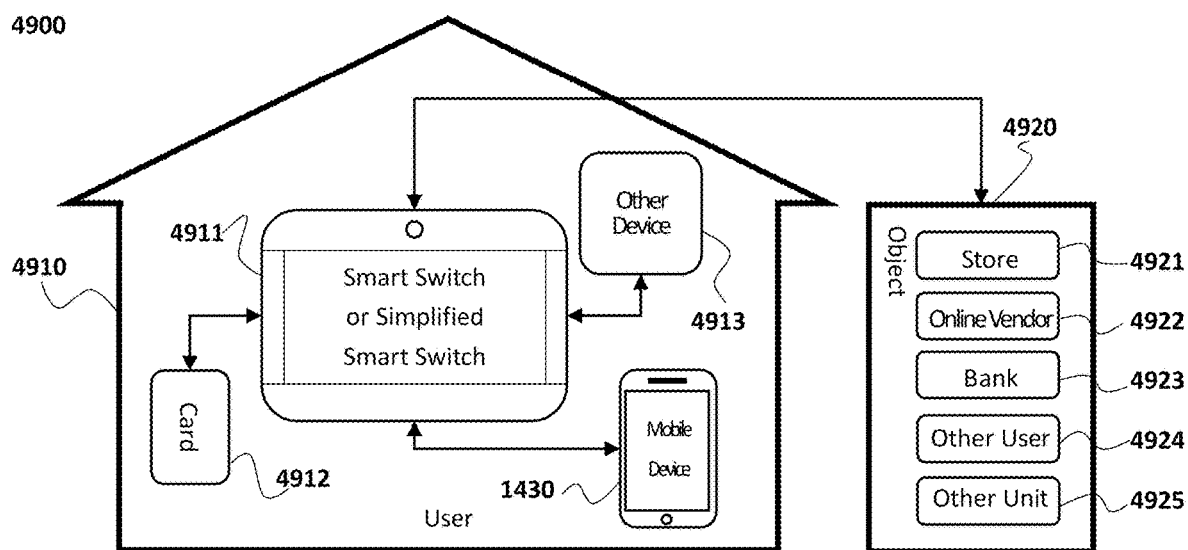 4900
4920
Other
Device
4911
Object
Store
4921
4910
Smart Switch
or Simplified
Smart Switch
4913
Online Vendor
4922
Bank
4923
Card
Mobile
Device
Other User
4924
4912
1430
Other Unit
4925
User